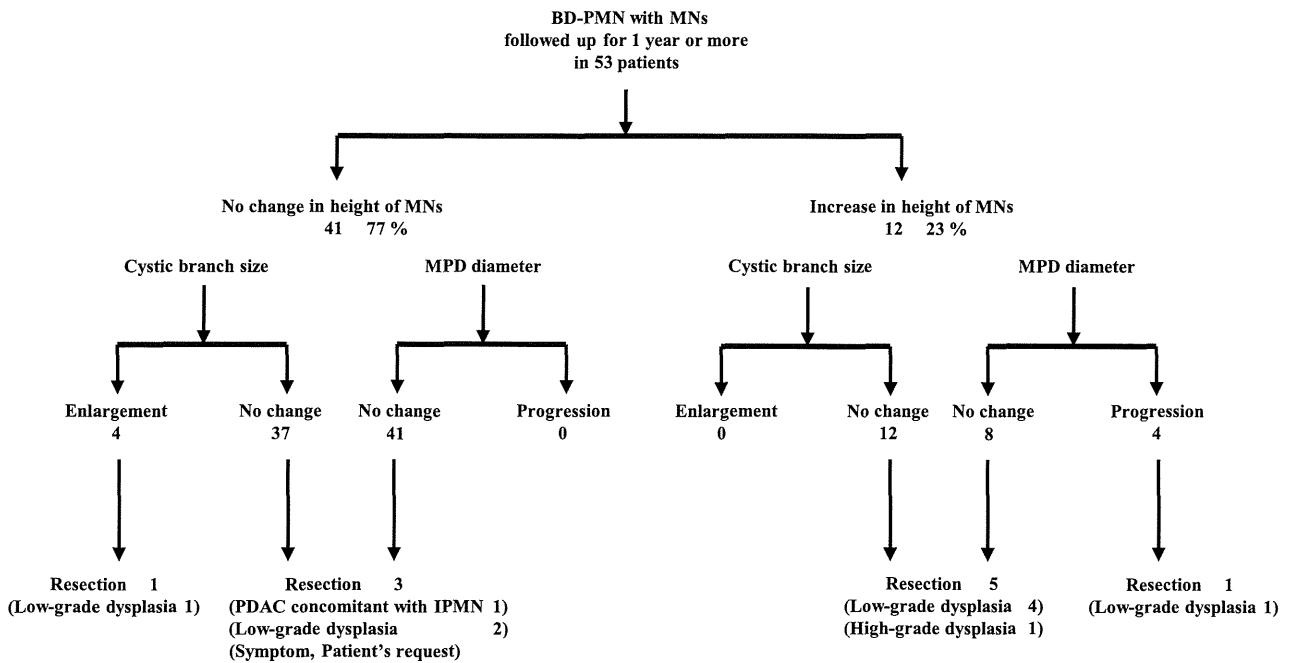 BD-PMN with MNs
followed up for 1 year or more
in 53 patients
No change in height of MNs
41 77 %
Increase in height of MNs
12 23 %
Cystic branch size
MPD diameter
Cystic branch size
MPD diameter
Enlargement
4
No change
37
No change
41
Progression
0
Enlargement
0
No change
12
No change
8
Progression
4
Resection 1
(Low-grade dysplasia 1)
Resection 3
(PDAC concomitant with IPMN 1)
(Low-grade dysplasia 2)
(Symptom, Patient's request)
Resection 5
(Low-grade dysplasia 4)
(High-grade dysplasia 1)
Resection 1
(Low-grade dysplasia 1)